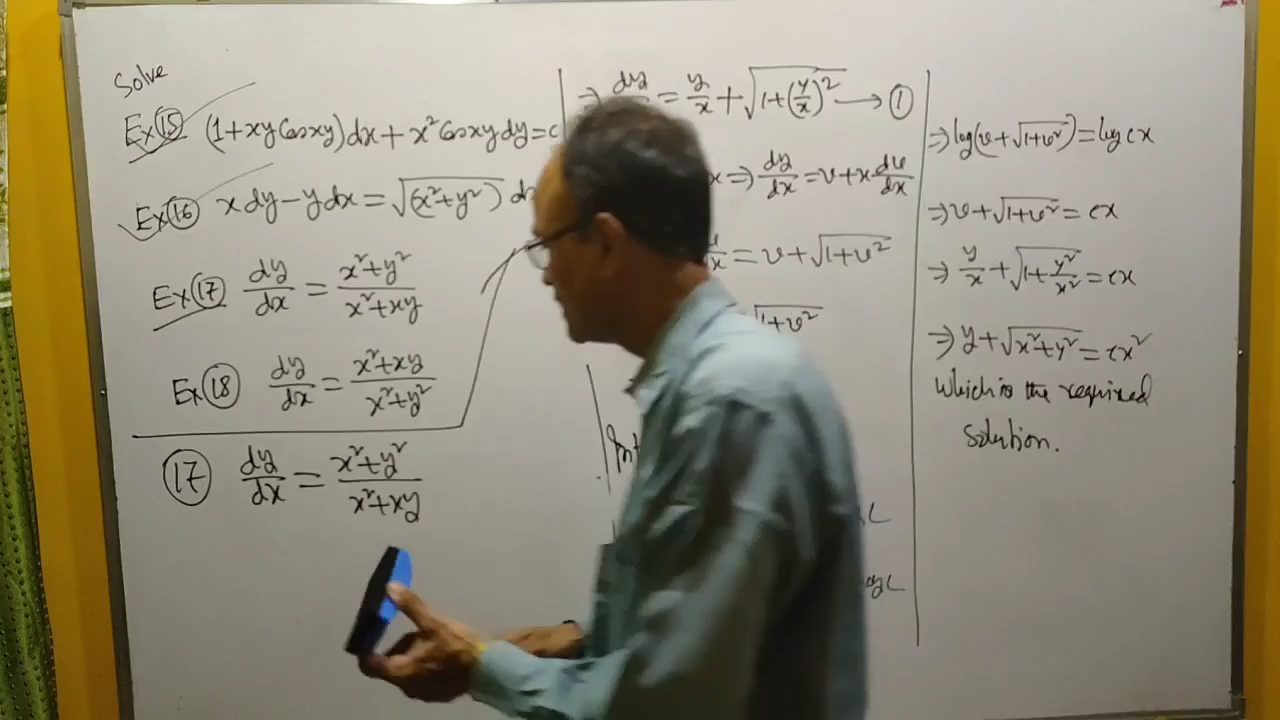 Solve
Ex 15 (1+xy Cosxy)dx + x² Cosxy dy = c
Ex 16 x dy − y dx = √(x²+y²)
Ex 17 dy/dx = (x²+y²)/(x²+xy)
Ex 18 dy/dx = (x²+xy)/(x²+y²)
17 dy/dx = (x²+y²)/(x²+xy)
⇒ dy = y/x + √(1+(y/x)²) → 1
x ⇒ dy/dx = v + x dv/dx
= v + √(1+v²)
√(1+v²)
⇒ log(v+√(1+v²)) = log cx
⇒ v + √(1+v²) = cx
⇒ y/x + √(1+y²/x²) = cx
⇒ y + √(x²+y²) = cx²
which is the required
Solution.